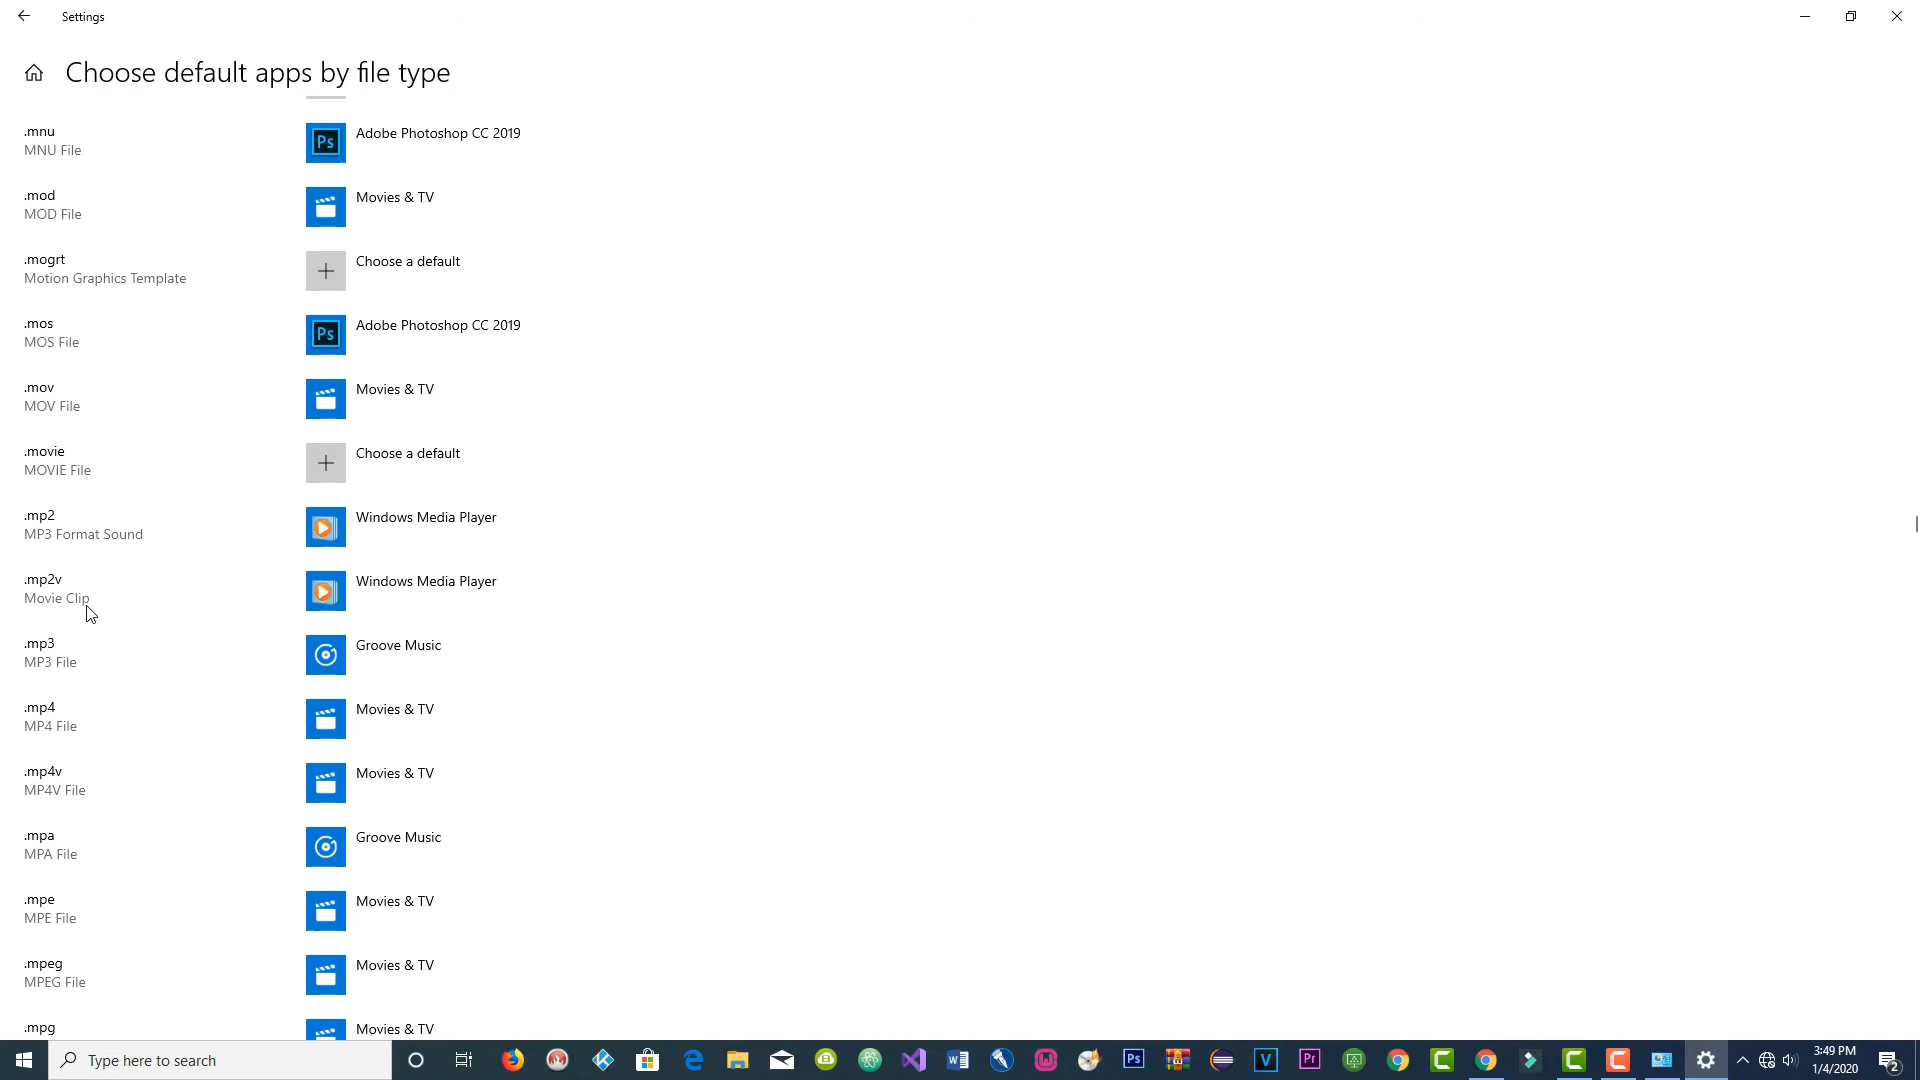 Settings
Choose default apps by file type
.mnu
MNU File
Adobe Photoshop CC 2019
.mod
MOD File
Movies & TV
.mogrt
Motion Graphics Template
Choose a default
.mos
MOS File
Adobe Photoshop CC 2019
.mov
MOV File
Movies & TV
.movie
MOVIE File
Choose a default
.mp2
MP3 Format Sound
Windows Media Player
.mp2v
Movie Clip
Windows Media Player
.mp3
MP3 File
Groove Music
.mp4
MP4 File
Movies & TV
.mp4v
MP4V File
Movies & TV
.mpa
MPA File
Groove Music
.mpe
MPE File
Movies & TV
.mpeg
MPEG File
Movies & TV
.mpg
Movies & TV
Type here to search
3:49 PM
1/4/2020
2